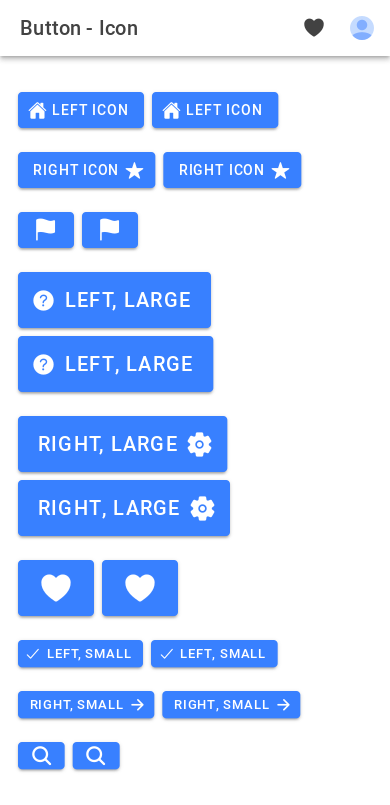 Button - Icon
LEFT ICON LEFT ICON
RIGHT ICON RIGHT ICON
LEFT, LARGE
LEFT, LARGE
RIGHT, LARGE
RIGHT, LARGE
LEFT, SMALL LEFT, SMALL
RIGHT, SMALL RIGHT, SMALL